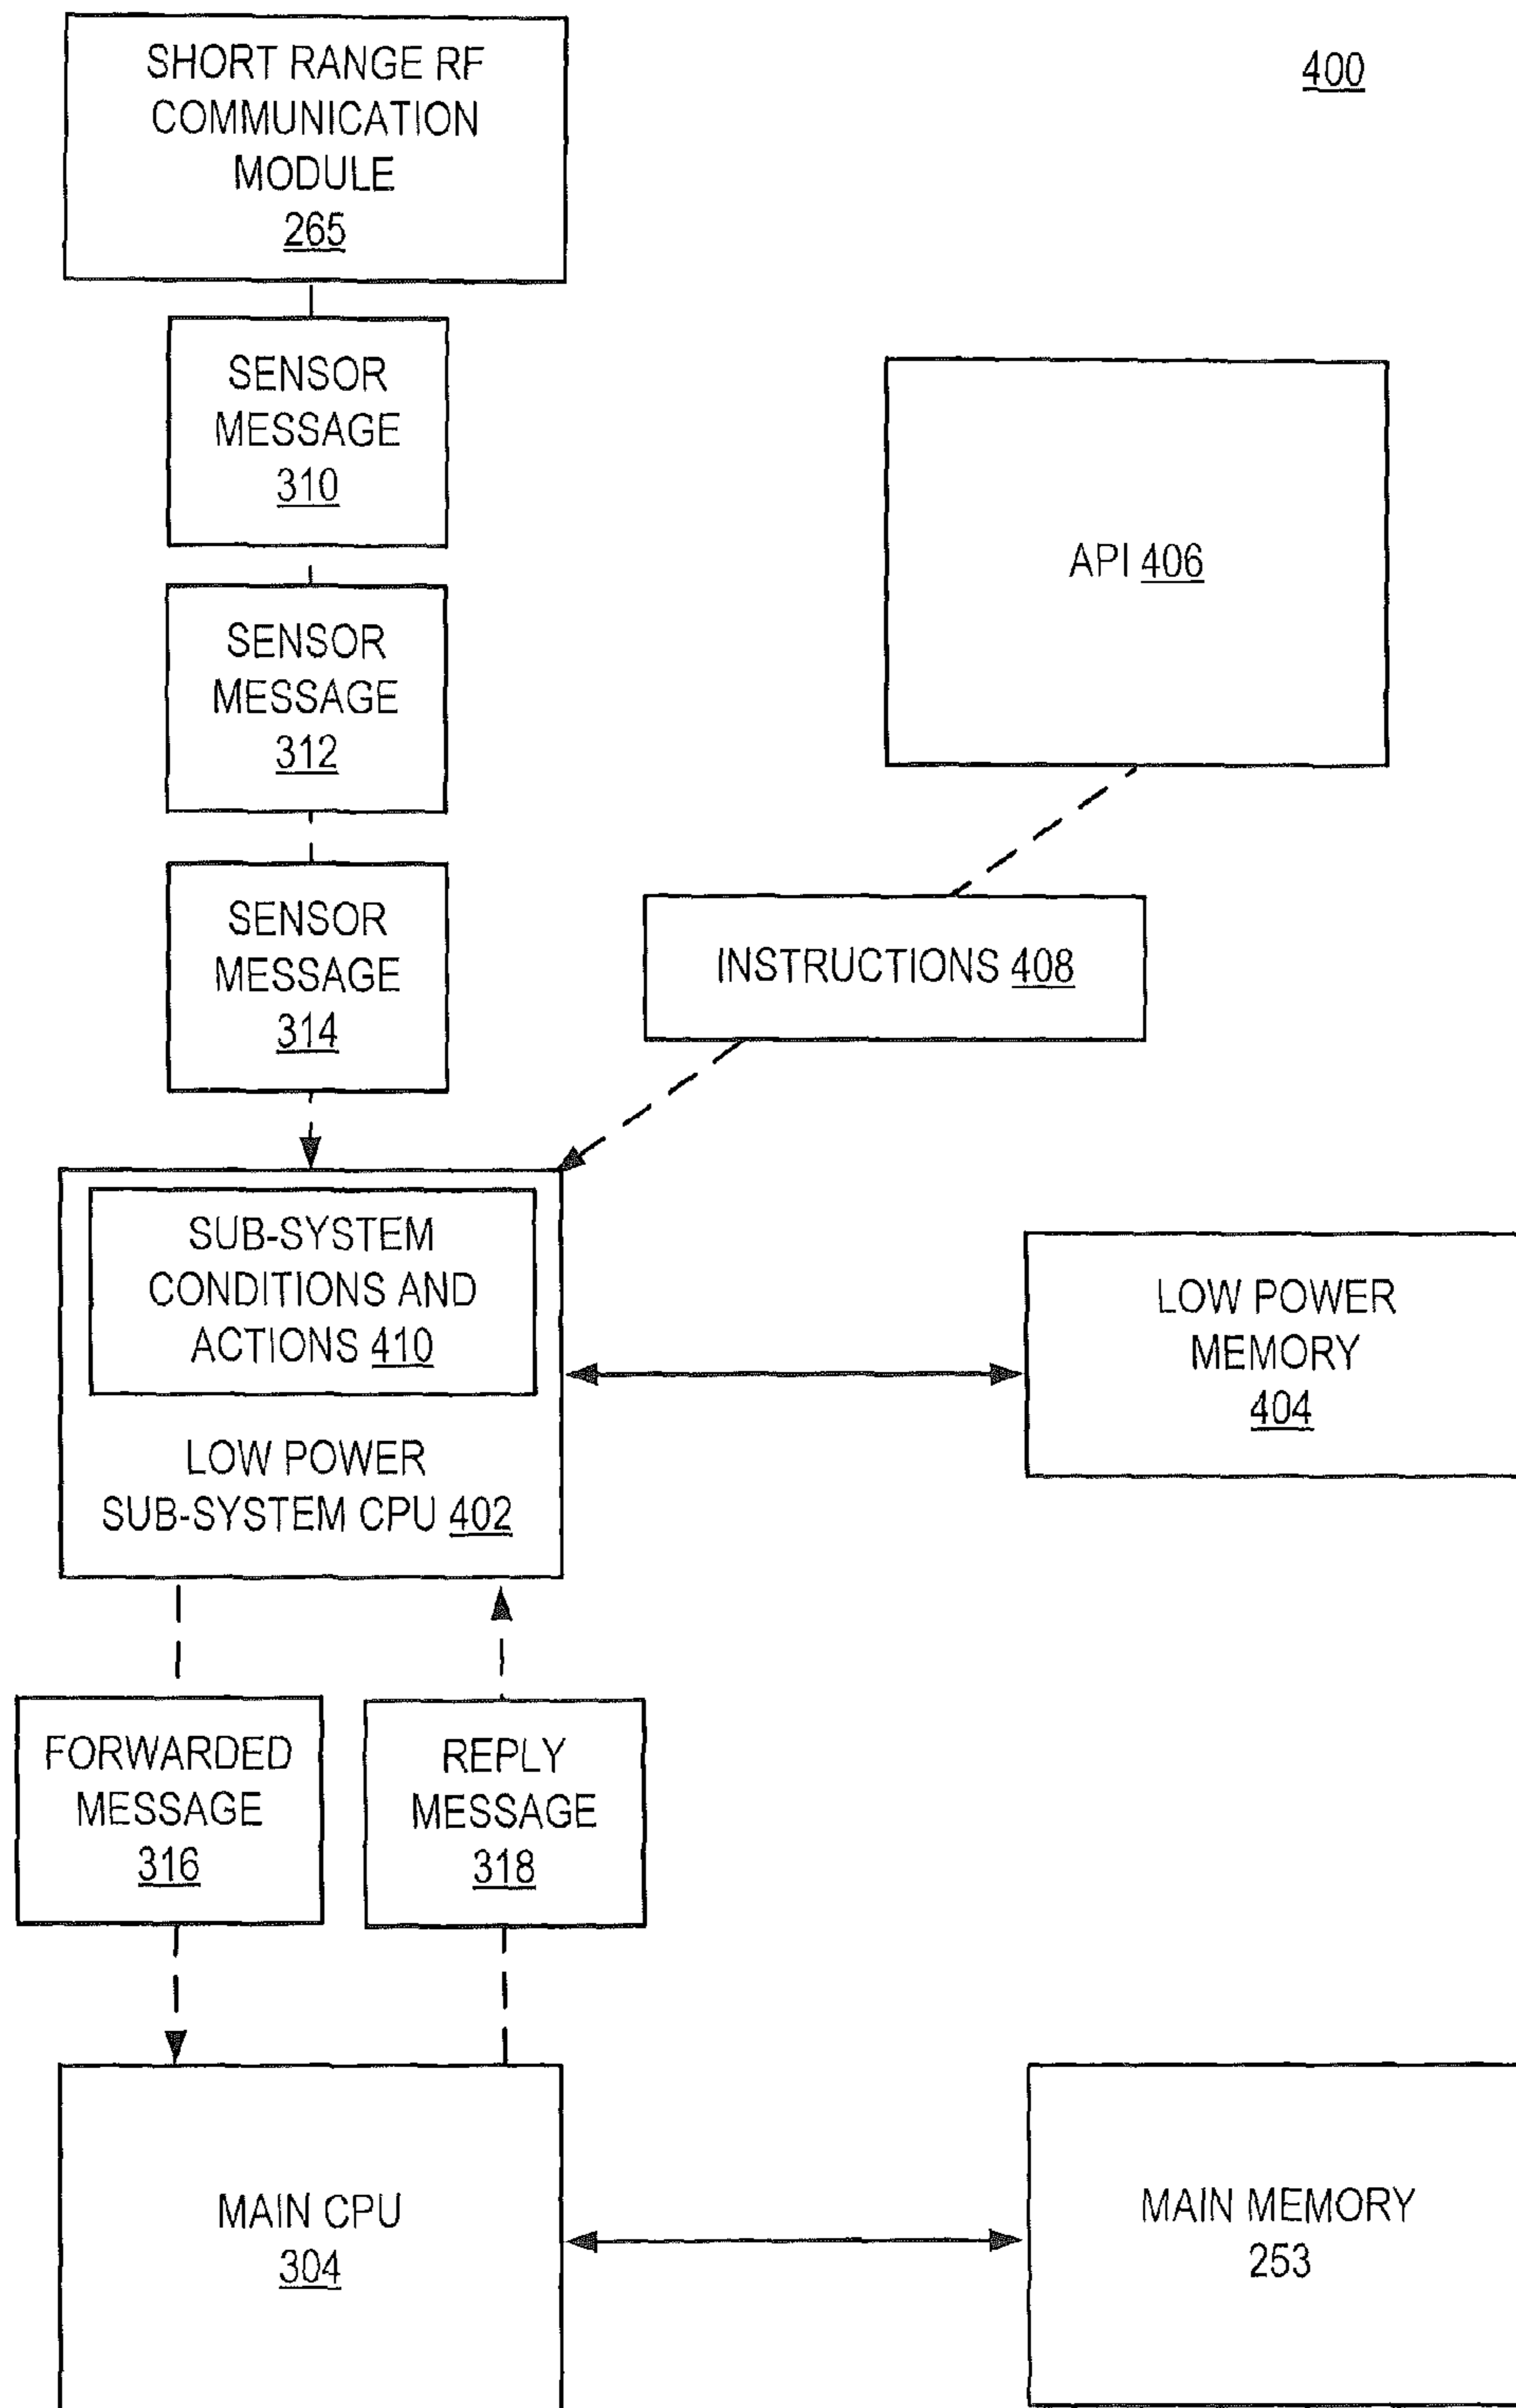 400
SHORT RANGE RF
COMMUNICATION
MODULE
265
SENSOR
MESSAGE
310
SENSOR
MESSAGE
312
SENSOR
MESSAGE
314
API 406
INSTRUCTIONS 408
SUB-SYSTEM
CONDITIONS AND
ACTIONS 410
LOW POWER
SUB-SYSTEM CPU 402
LOW POWER
MEMORY
404
FORWARDED
MESSAGE
316
REPLY
MESSAGE
318
MAIN CPU
304
MAIN MEMORY
253